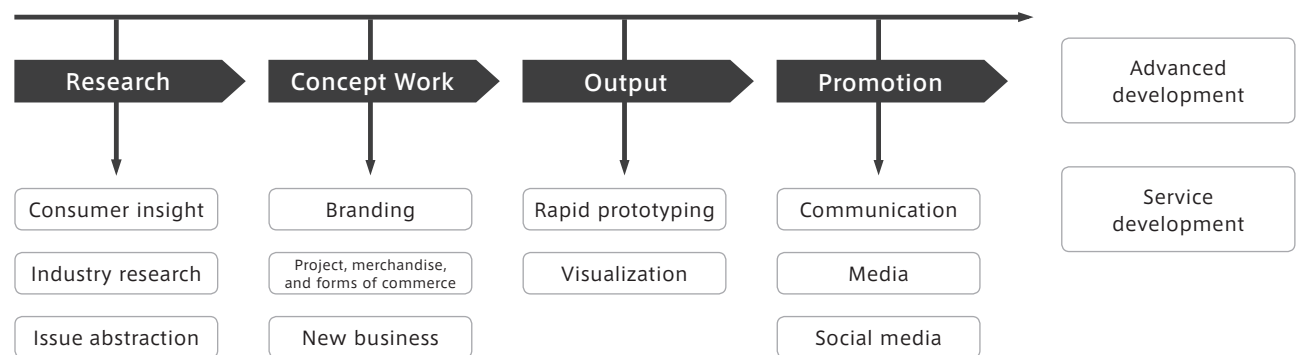 Research
Concept Work
Output
Promotion
Advanced
development
Consumer insight
Branding
Rapid prototyping
Communication
Service
development
Industry research
Project, merchandise,
and forms of commerce
Visualization
Media
Issue abstraction
New business
Social media